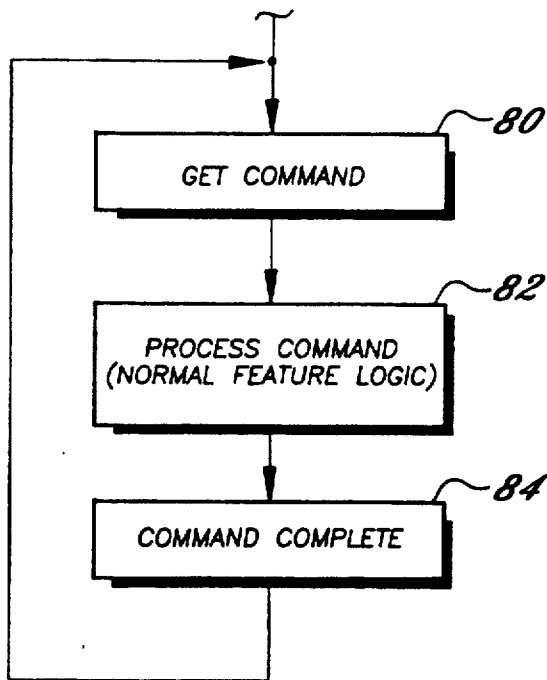 80
GET COMMAND
82
PROCESS COMMAND
(NORMAL FEATURE LOGIC)
84
COMMAND COMPLETE